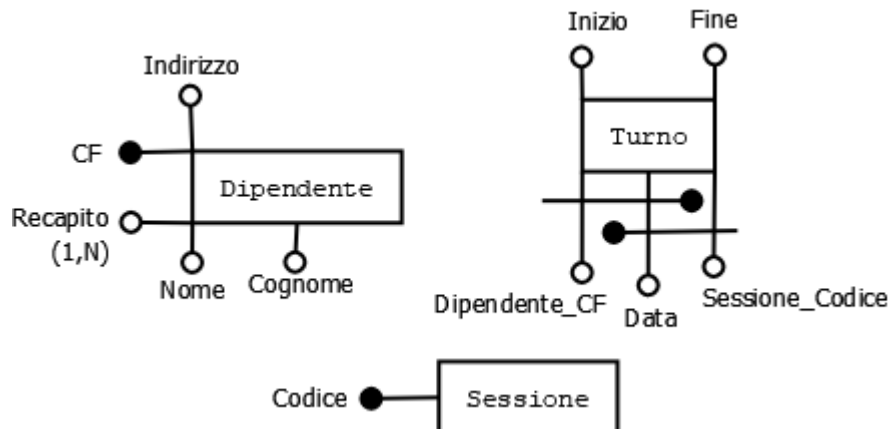 Inizio
Fine
Indirizzo
CF
Dipendente
Turno
Recapito
(1,N)
Nome
Cognome
Dipendente_CF
Data
Sessione_Codice
Codice
Sessione